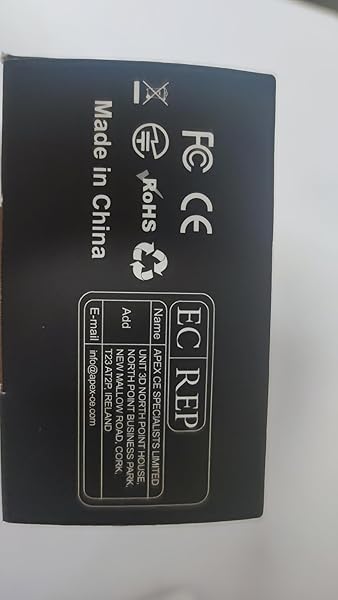 FC CE
RoHS
Made in China
EC REP
Name APEX CE SPECIALISTS LIMITED
Add UNIT 3D NORTH POINT HOUSE,
NORTH POINT BUSINESS PARK,
NEW MALLOW ROAD, CORK.
T23 AT2P, IRELAND
E-mail info@apex-ce.com